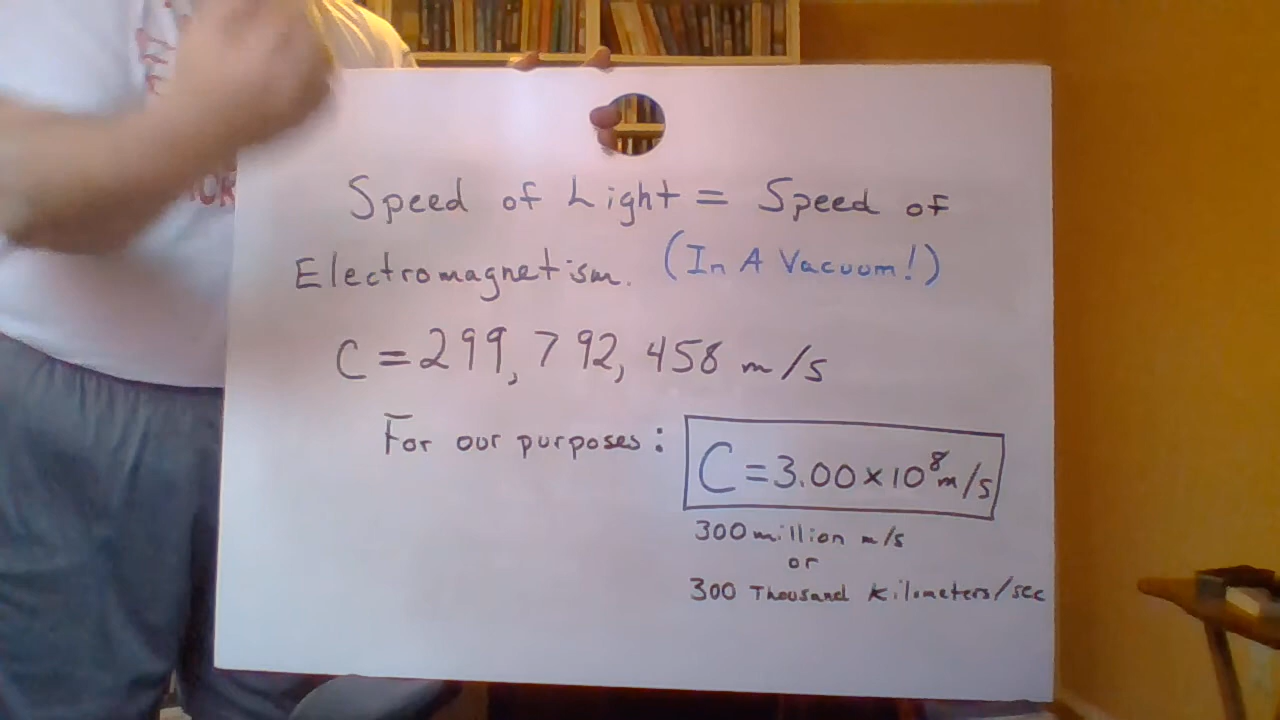 Speed of Light = Speed of
Electromagnetism. (In A Vacuum!)
C = 299,792,458 m/s
For our purposes: C = 3.00 × 10⁸ m/s
300 million m/s
or
300 Thousand kilometers/sec